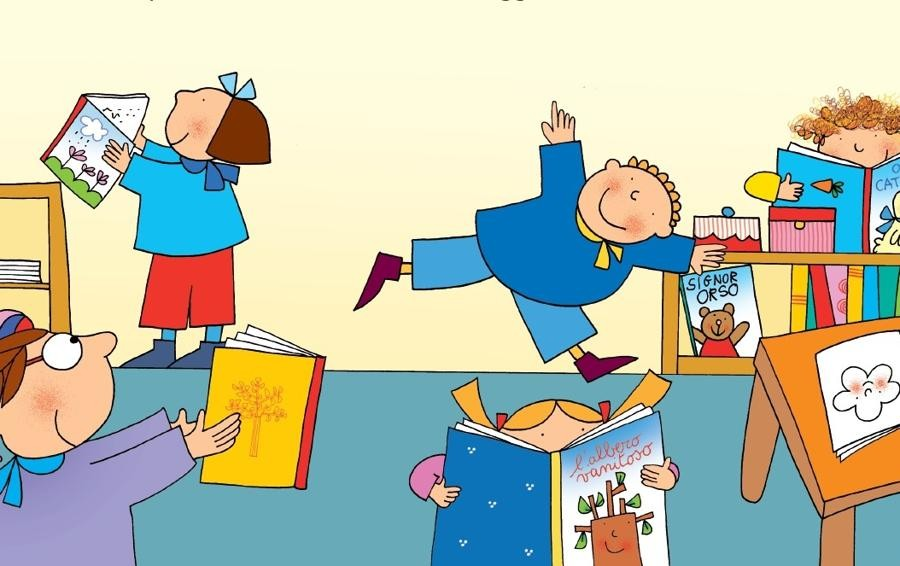 SIGNOR
ORSO
l'albero
vanitoso